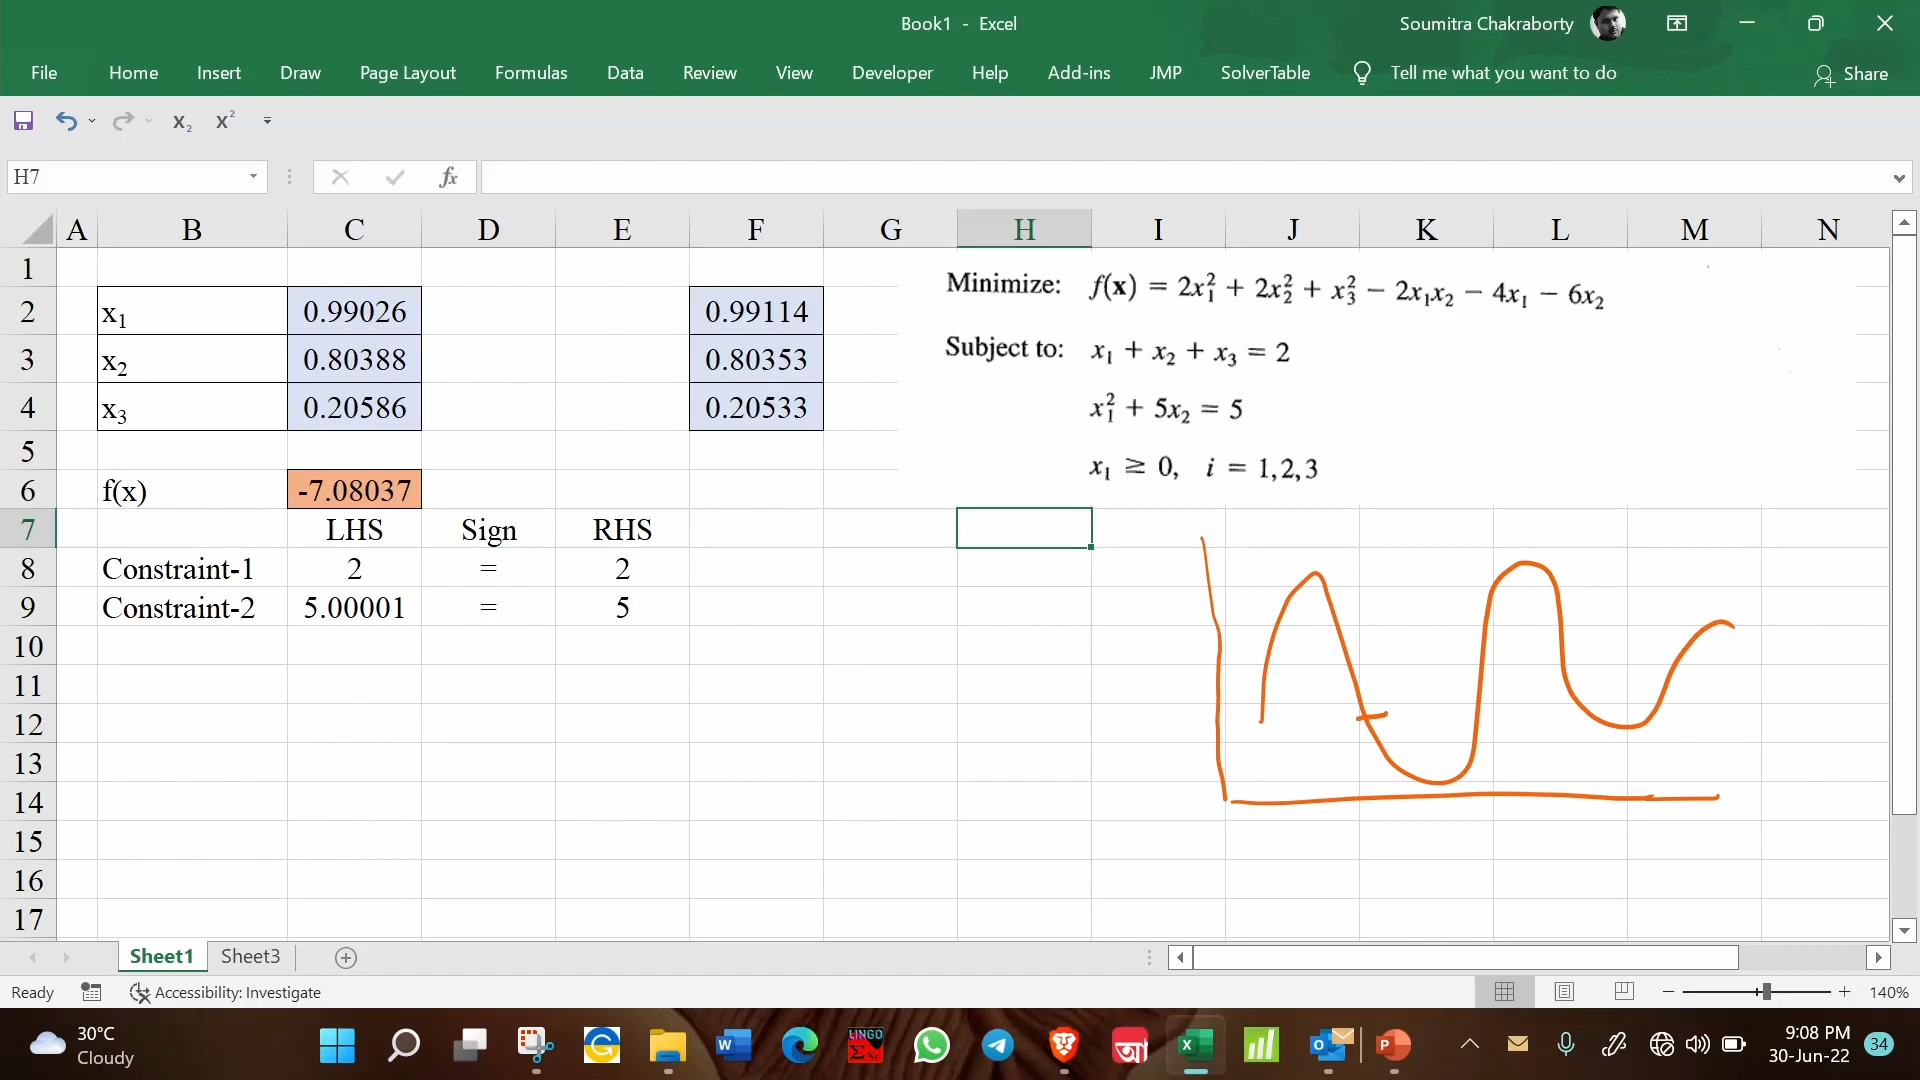 Book1 - Excel
Soumitra Chakraborty
File Home Insert Draw Page Layout Formulas Data Review View Developer Help Add-ins JMP SolverTable Tell me what you want to do Share
X₂ X²
H7 fx
A B C D E F G H I J K L M N
1
Minimize: f(x) = 2x₁² + 2x₂² + x₃² − 2x₁x₂ − 4x₁ − 6x₂
2 x₁ 0.99026 0.99114
Subject to: x₁ + x₂ + x₃ = 2
3 x₂ 0.80388 0.80353
4 x₃ 0.20586 0.20533
x₁² + 5x₂ = 5
5
x₁ ≥ 0, i = 1,2,3
6 f(x) -7.08037
7 LHS Sign RHS
8 Constraint-1 2 = 2
9 Constraint-2 5.00001 = 5
10
11
12
13
14
15
16
17
Sheet1 Sheet3
Ready Accessibility: Investigate 140%
30°C
Cloudy
LINGO
অ
9:08 PM
30-Jun-22
34